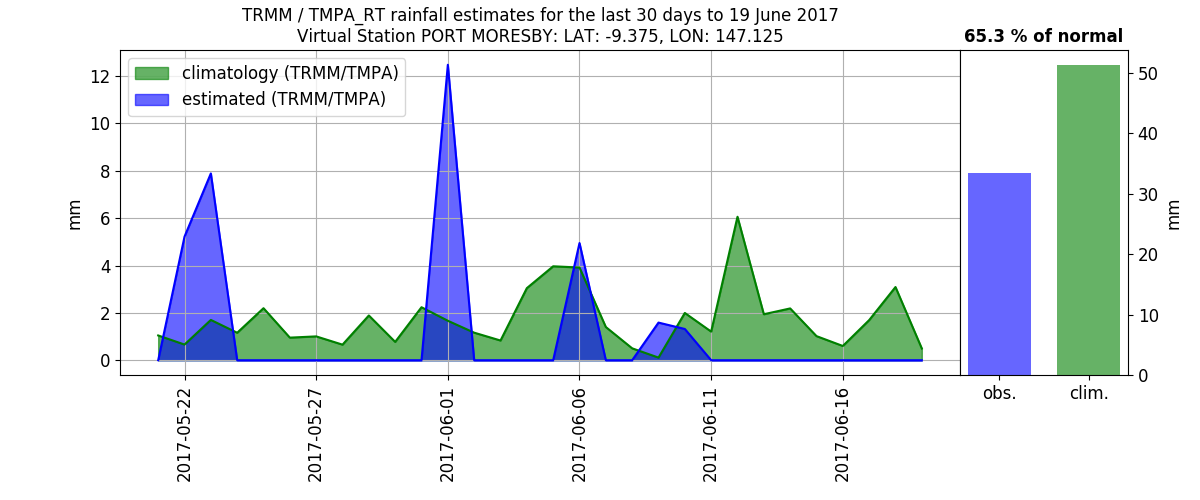 TRMM / TMPA_RT rainfall estimates for the last 30 days to 19 June 2017
Virtual Station PORT MORESBY: LAT: -9.375, LON: 147.125
65.3 % of normal
climatology (TRMM/TMPA)
estimated (TRMM/TMPA)
mm
12
10
8
6
4
2
0
2017-05-22
2017-05-27
2017-06-01
2017-06-06
2017-06-11
2017-06-16
50
40
30
20
10
0
mm
obs.
clim.